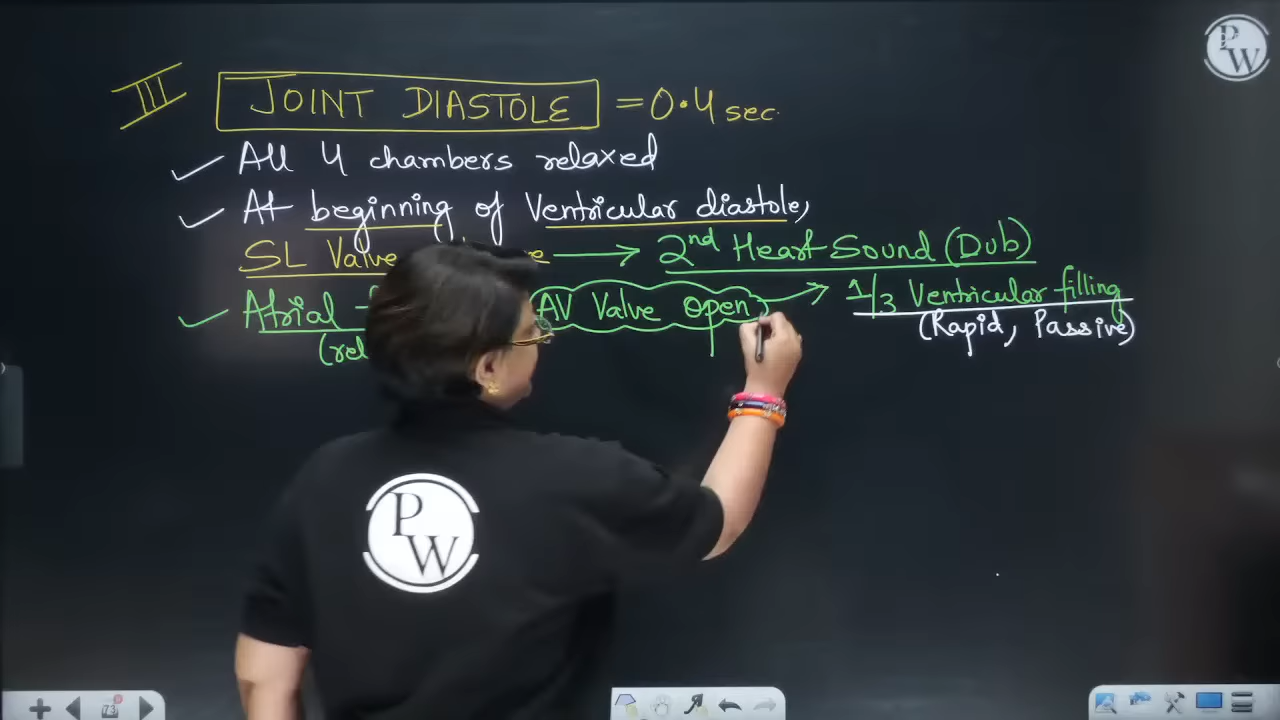 III JOINT DIASTOLE = 0.4 sec.
All 4 chambers relaxed
At beginning of Ventricular diastole,
SL Valve → 2nd Heart Sound (Dub)
Atrial AV Valve open → 1/3 Ventricular filling
(Rapid, Passive)
PW
PW
73